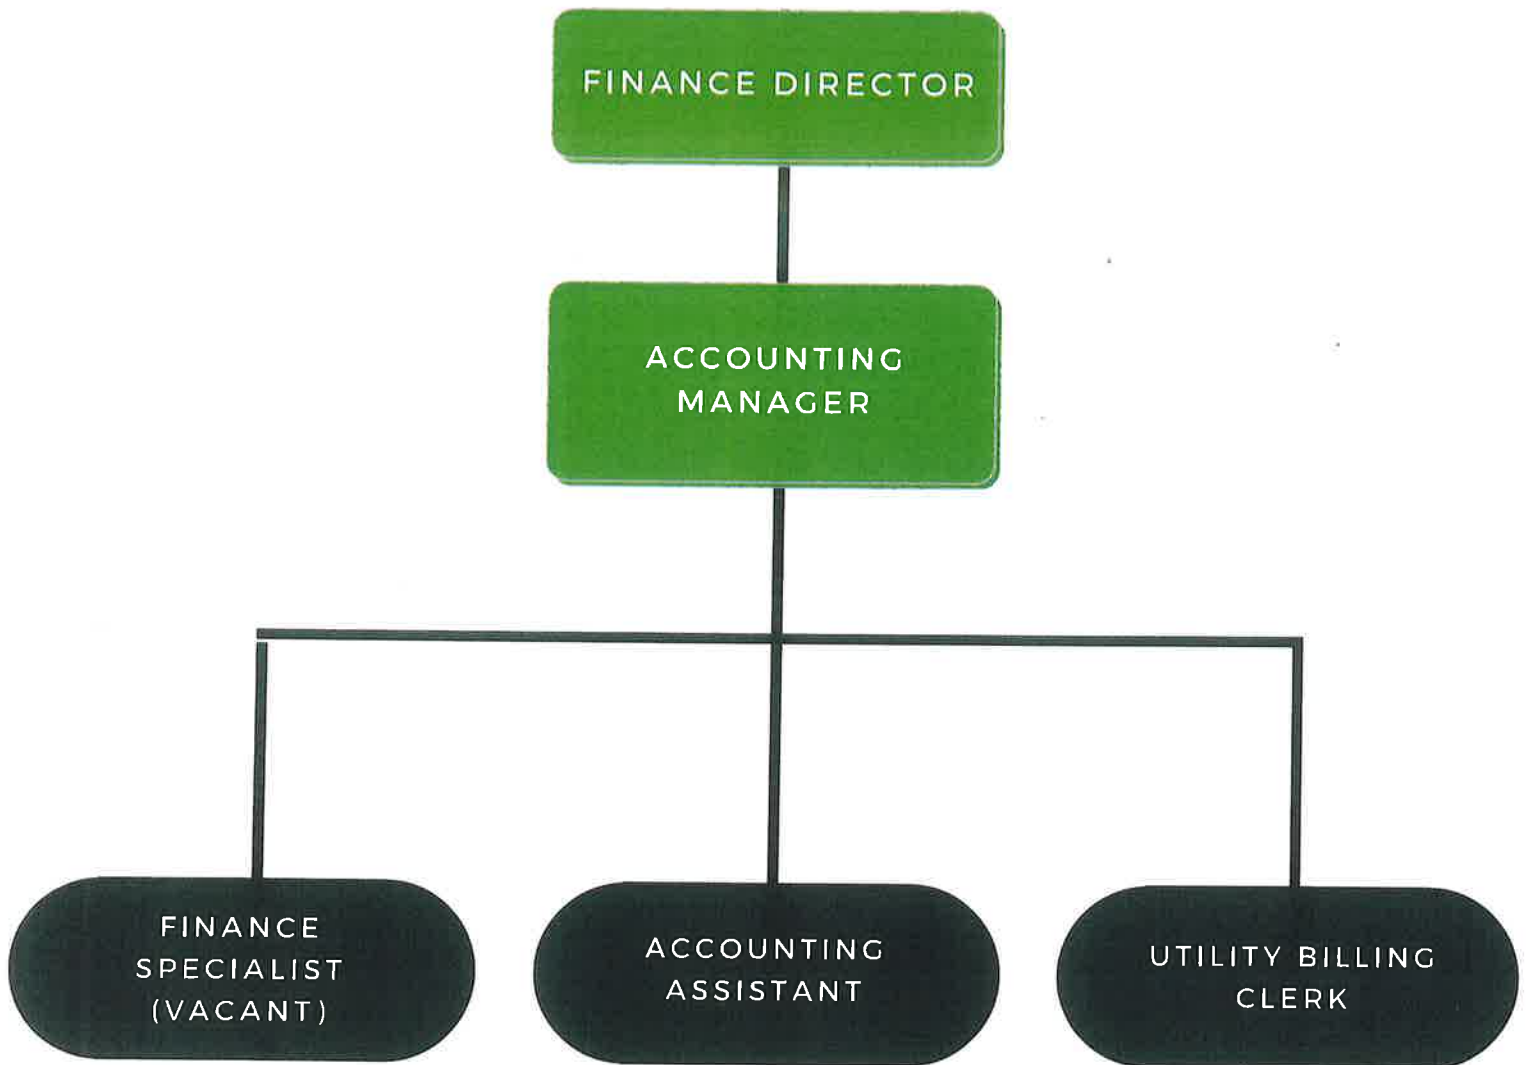 FINANCE DIRECTOR
ACCOUNTING
MANAGER
FINANCE
SPECIALIST
(VACANT)
ACCOUNTING
ASSISTANT
UTILITY BILLING
CLERK